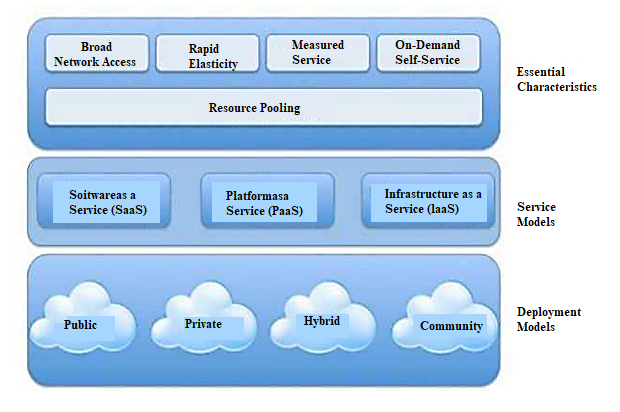 Broad
Network Access
Rapid
Elasticity
Measured
Service
On-Demand
Self-Service
Essential
Characteristics
Resource Pooling
Soitwareas a
Service (SaaS)
Platformasa
Service (PaaS)
Infrastructure as a
Service (IaaS)
Service
Models
Public
Private
Hybrid
Community
Deployment
Models